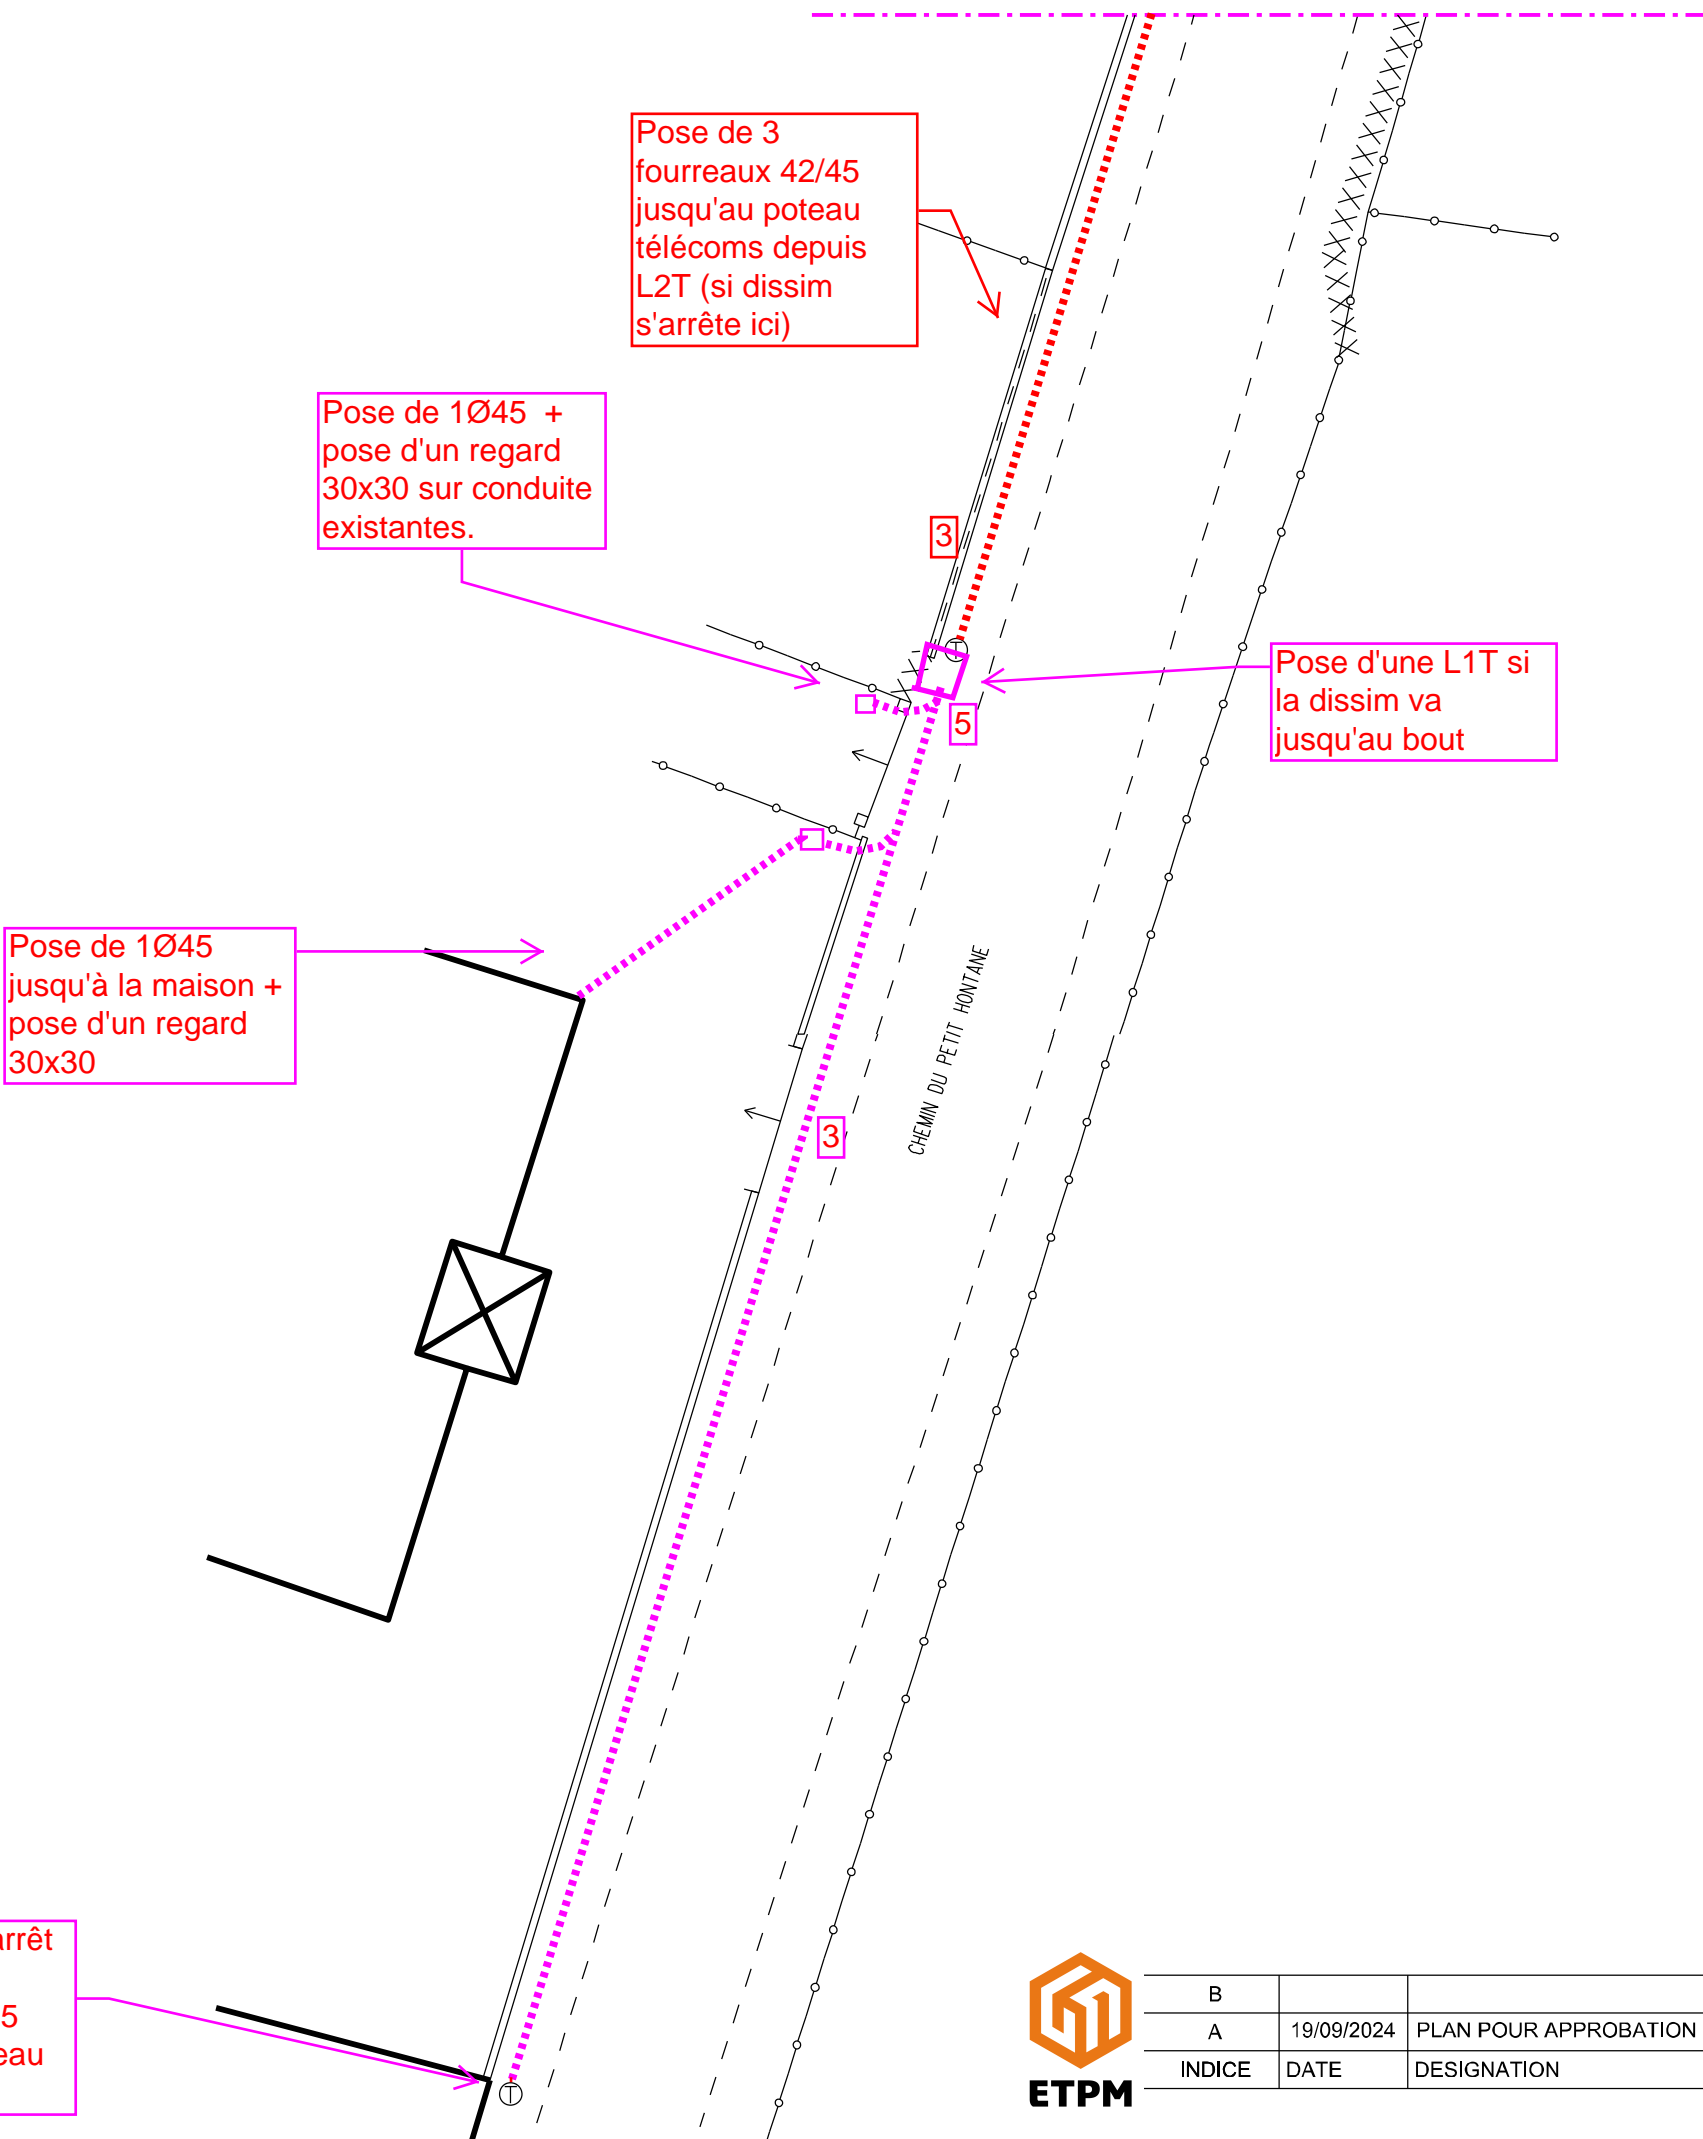 Pose de 3
fourreaux 42/45
jusqu'au poteau
télécoms depuis
L2T (si dissim
s'arrête ici)
Pose de 1Ø45 +
pose d'un regard
30x30 sur conduite
existantes.
3
T
Pose d'une L1T si
la dissim va
jusqu'au bout
5
Pose de 1Ø45
jusqu'à la maison +
pose d'un regard
30x30
CHEMIN DU PETIT HONTANE
3
arrêt
5
eau
T
ETPM
B
A 19/09/2024 PLAN POUR APPROBATION
INDICE DATE DESIGNATION